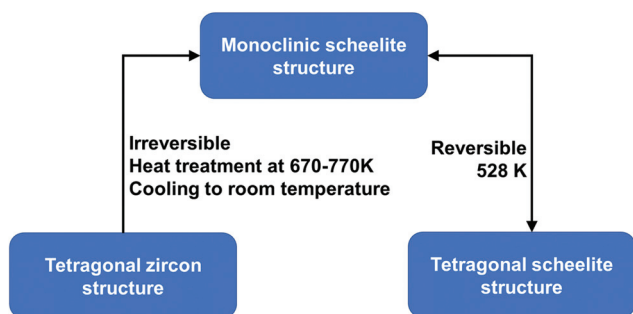 Monoclinic scheelite
structure
Irreversible
Heat treatment at 670-770K
Cooling to room temperature
Reversible
528 K
Tetragonal zircon
structure
Tetragonal scheelite
structure